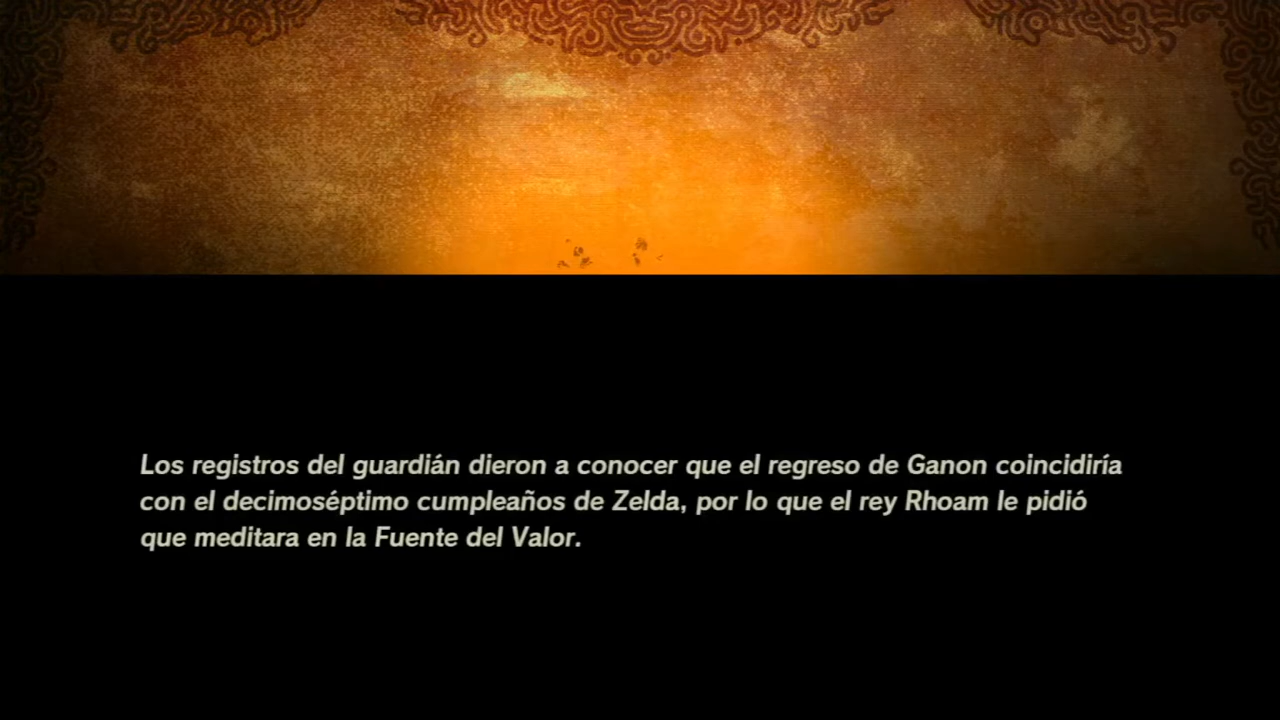 Los registros del guardián dieron a conocer que el regreso de Ganon coincidiría
con el decimoséptimo cumpleaños de Zelda, por lo que el rey Rhoam le pidió
que meditara en la Fuente del Valor.